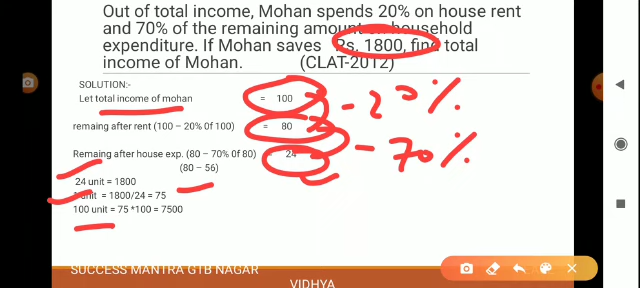 Out of total income, Mohan spends 20% on house rent
and 70% of the remaining amount on household
expenditure. If Mohan saves Rs. 1800, find total
income of Mohan. (CLAT-2012)
SOLUTION:-
Let total income of mohan = 100
- 20%
remaing after rent (100 – 20% of 100) = 80
Remaing after house exp. (80 – 70% of 80) = 24
- 70%
(80 – 56)
24 unit = 1800
unit = 1800/24 = 75
100 unit = 75 *100 = 7500
SUCCESS MANTRA GTB NAGAR
VIDHYA